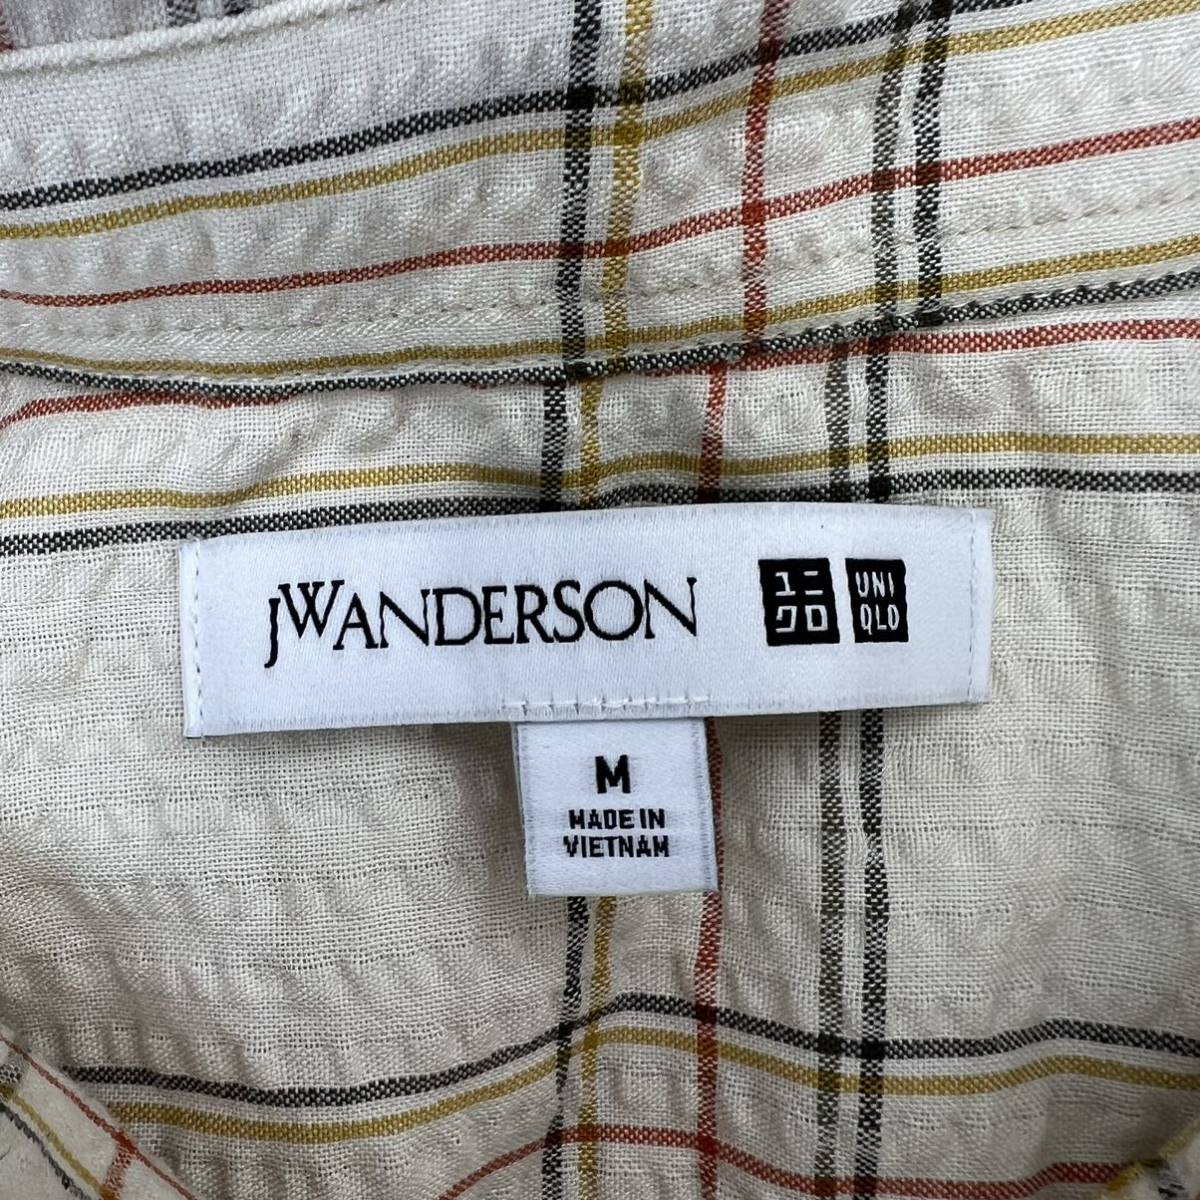 JWANDERSON ユニ UNI
クロ QLO
M
MADE IN
VIETNAM